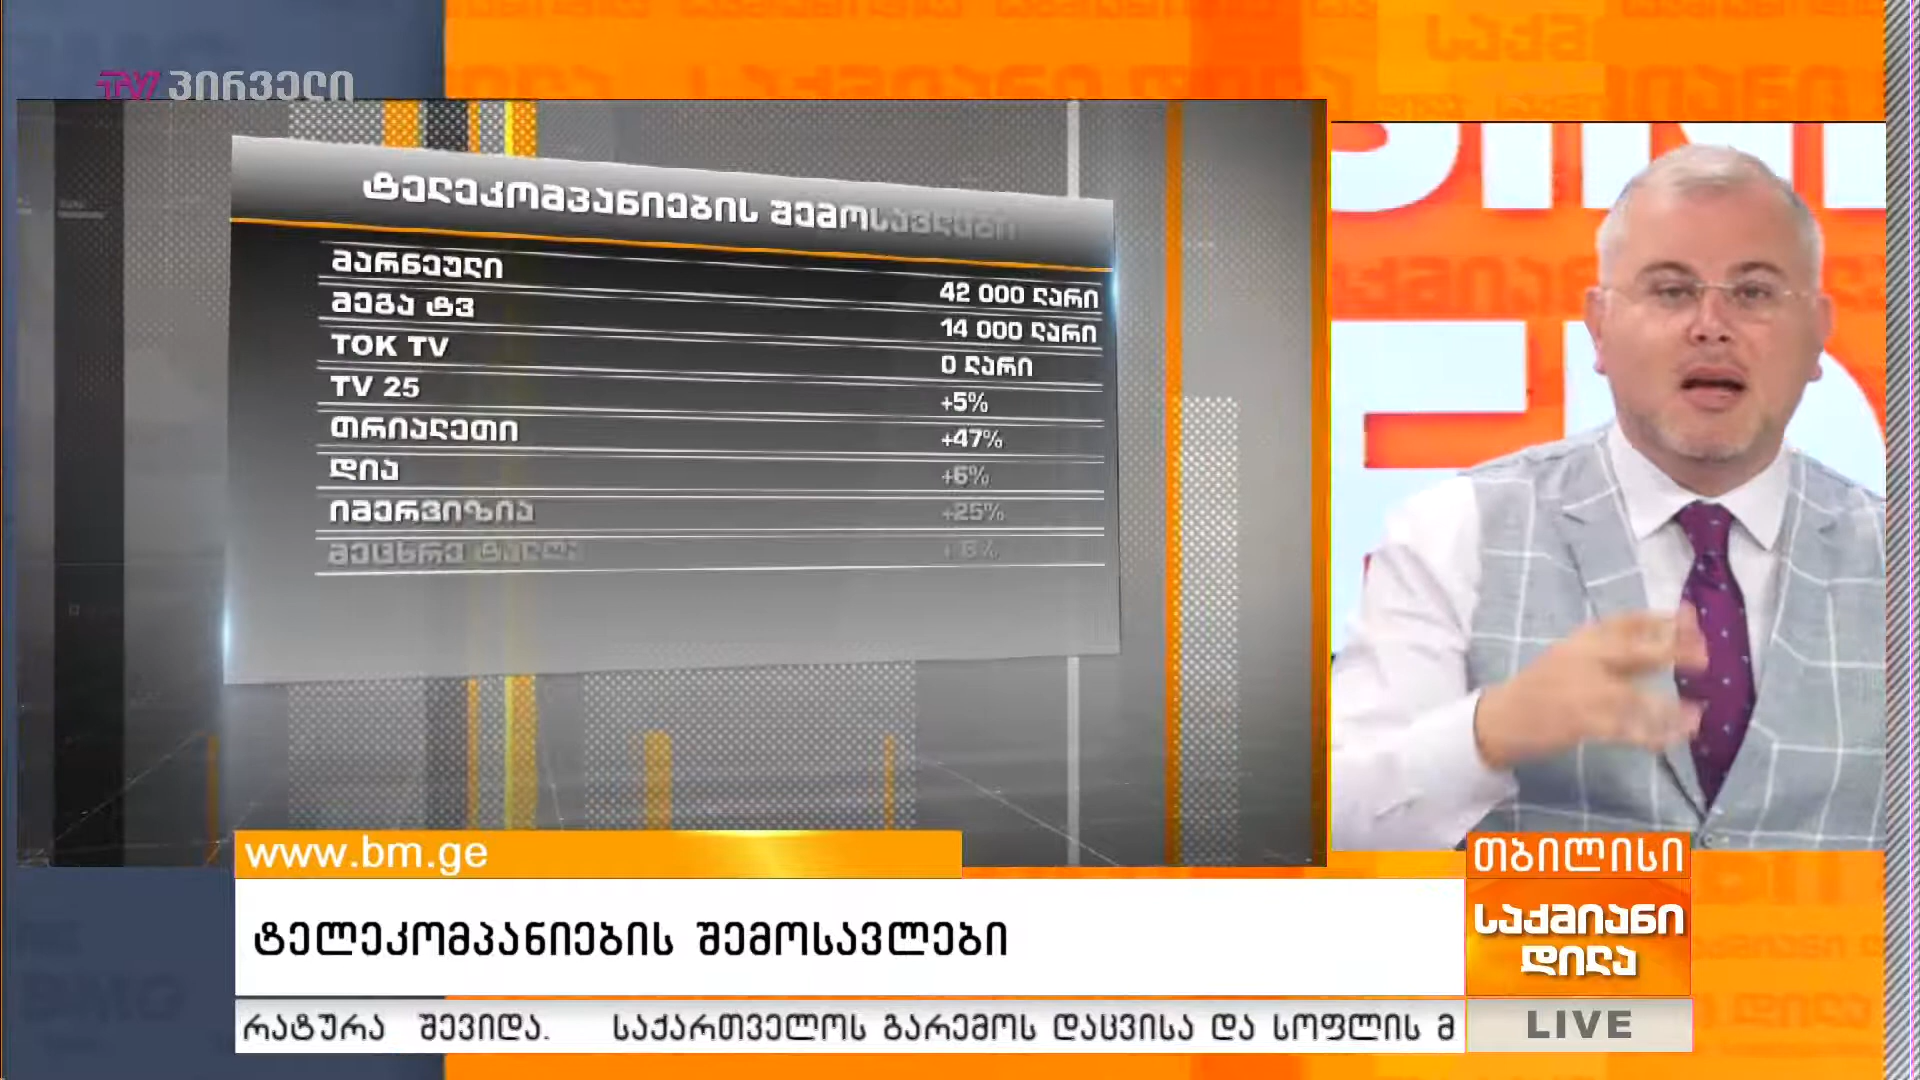 TV პირველი
ტელეკომპანიების შემოსავლები
მარნეული 42 000 ლარი
მეგა ტვ 14 000 ლარი
TOK TV 0 ლარი
TV 25 +5%
თრიალეთი +47%
დია +6%
იმერვიზია +25%
მეცხრე
www.bm.ge
თბილისი
ტელეკომპანიების შემოსავლები
საქმიანი
დილა
რატურა შევიდა. საქართველოს გარემოს დაცვისა და სოფლის მ
LIVE